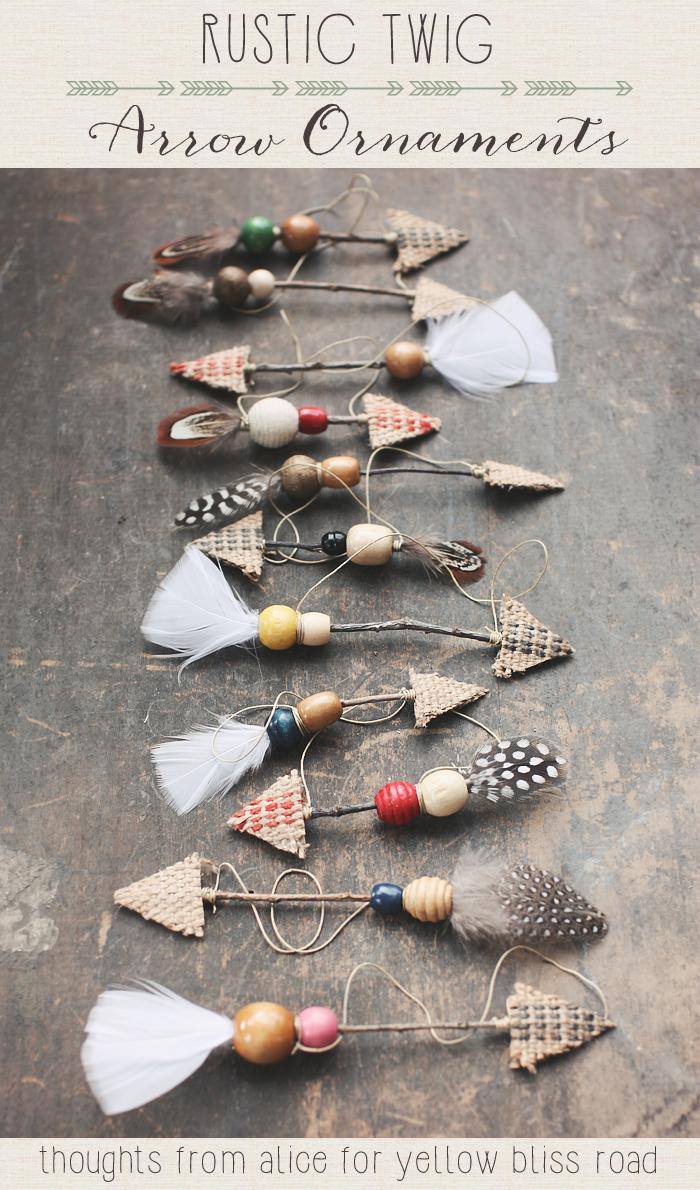 RUSTIC TWIG
Arrow Ornaments
thoughts from alice for yellow bliss road